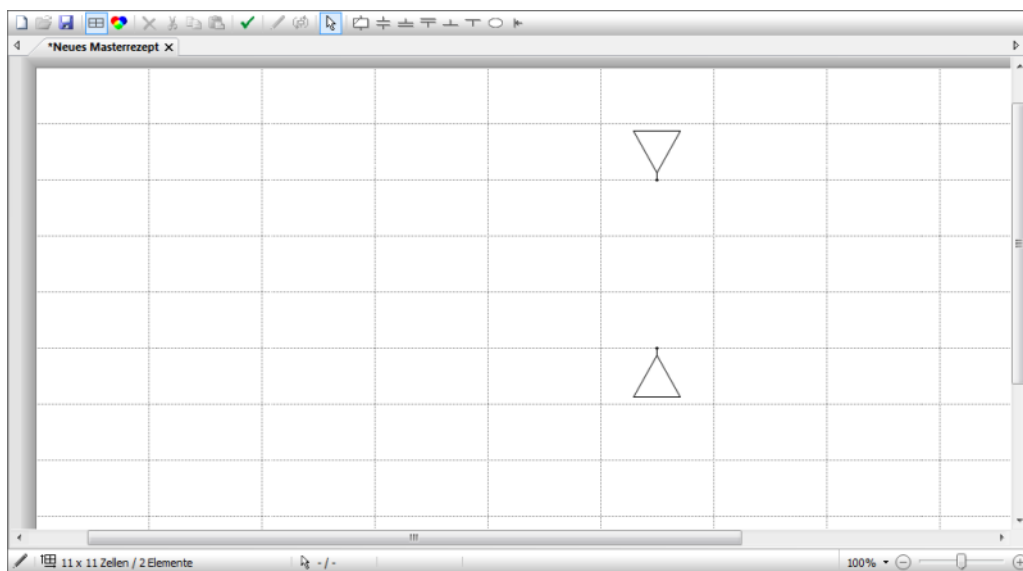 *Neues Masterrezept X
11 x 11 Zellen / 2 Elemente
- / -
100%